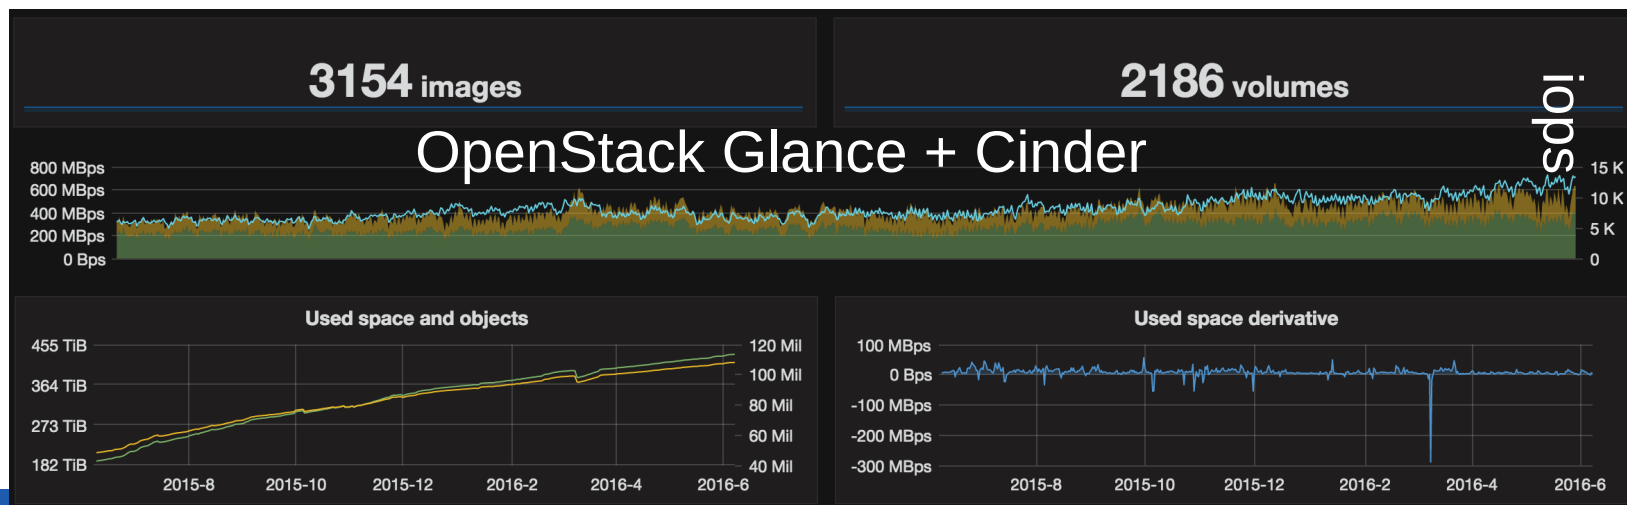 3154 images
2186 volumes
iops
OpenStack Glance + Cinder
800 MBps
600 MBps
400 MBps
200 MBps
0 Bps
15 K
10 K
5 K
0
Used space and objects
455 TiB
364 TiB
273 TiB
182 TiB
120 Mil
100 Mil
80 Mil
60 Mil
40 Mil
2015-8 2015-10 2015-12 2016-2 2016-4 2016-6
Used space derivative
100 MBps
0 Bps
-100 MBps
-200 MBps
-300 MBps
2015-8 2015-10 2015-12 2016-2 2016-4 2016-6